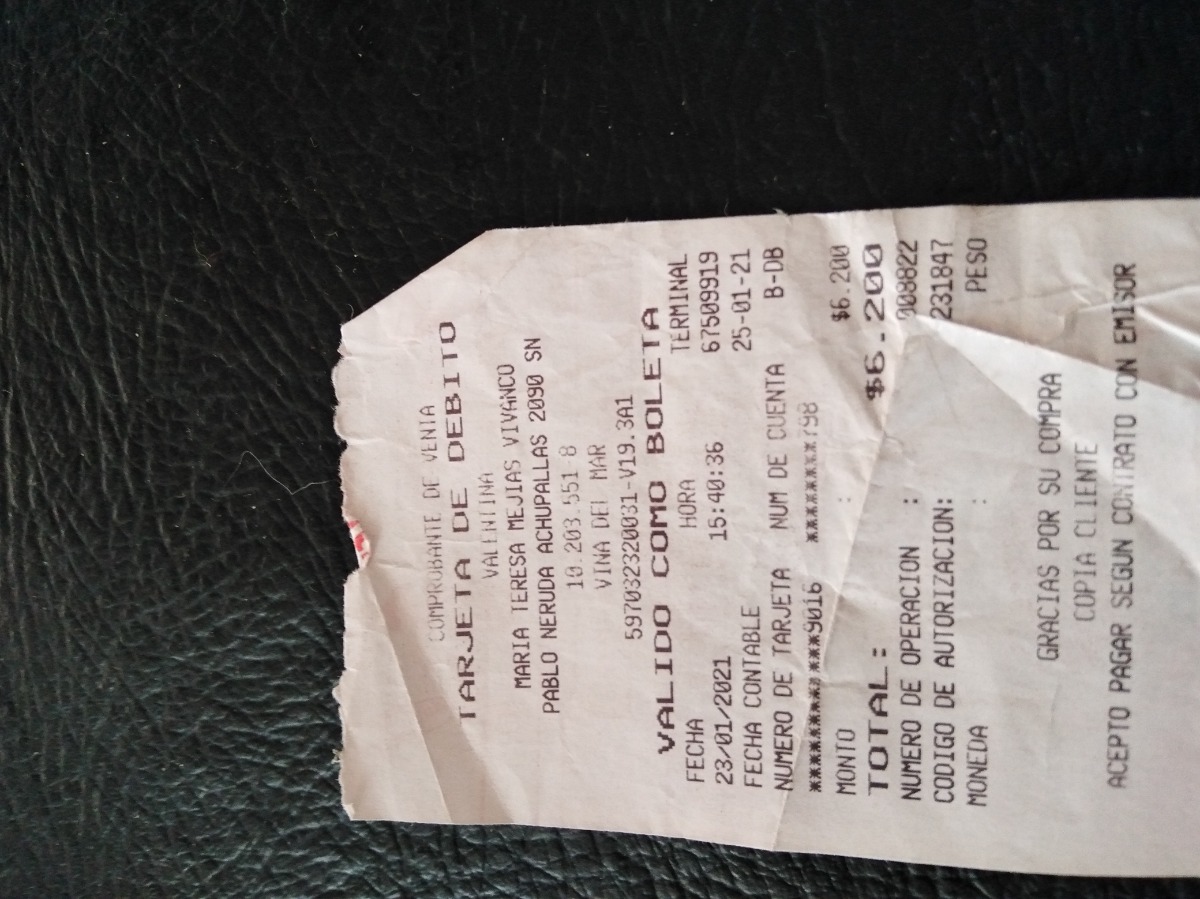 COMPROBANTE DE VENTA
TARJETA DE DEBITO
VALENTINA
MARIA TERESA MEJIAS VIVANCO
PABLO NERUDA ACHUPALLAS 2090 SN
10.203.551-8
VINA DEL MAR
597032320031-V19.3A1
VALIDO COMO BOLETA
FECHA HORA TERMINAL
23/01/2021 15:40:36 67509919
FECHA CONTABLE 25-01-21
NUMERO DE TARJETA NUM DE CUENTA B-DB
************9016 *********798
MONTO : $6.200
TOTAL: $6.200
NUMERO DE OPERACION : 008822
CODIGO DE AUTORIZACION: 231847
MONEDA : PESO
GRACIAS POR SU COMPRA
COPIA CLIENTE
ACEPTO PAGAR SEGUN CONTRATO CON EMISOR